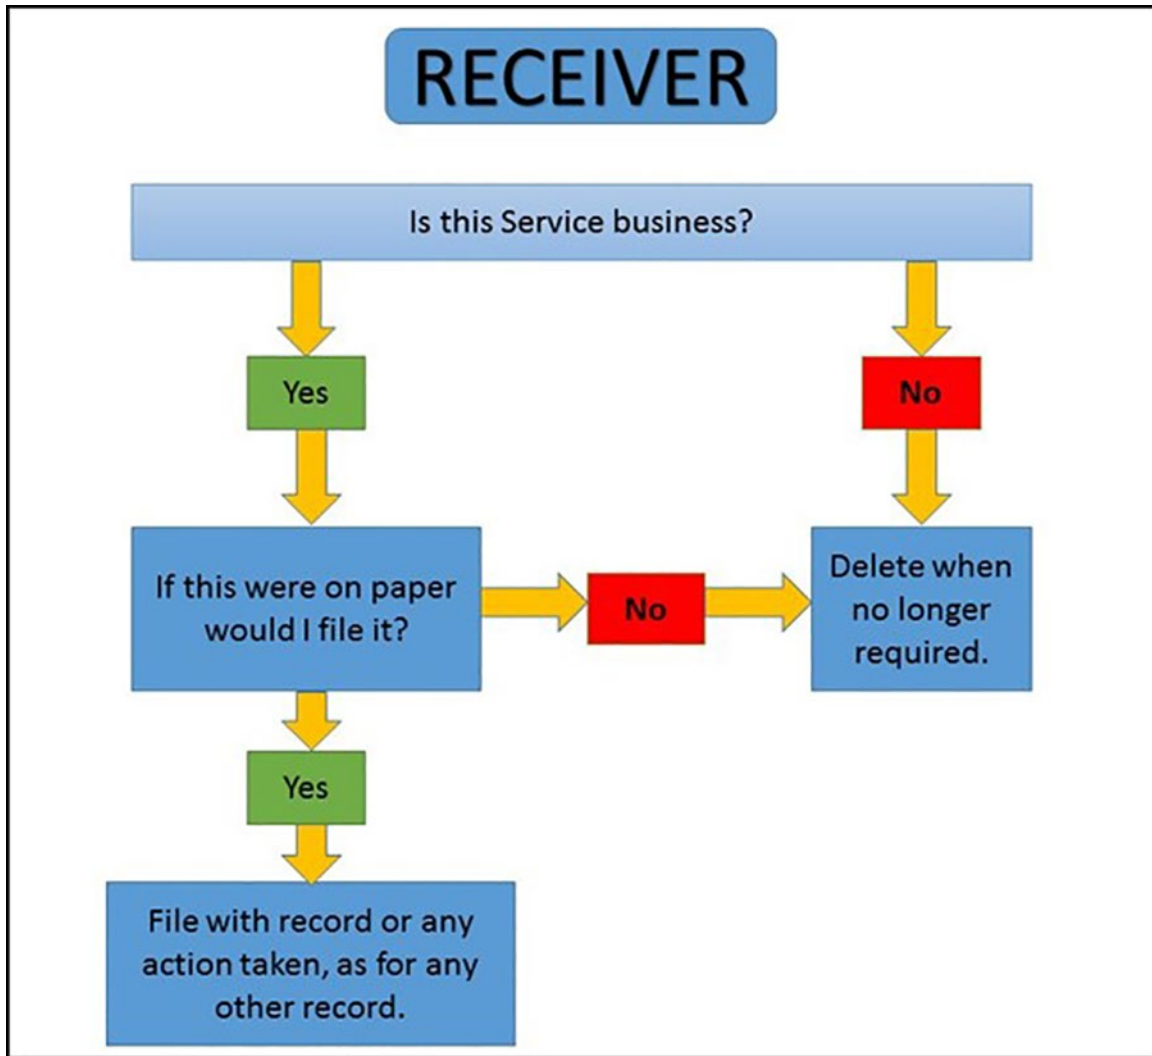 RECEIVER
Is this Service business?
Yes
No
If this were on paper
would I file it?
No
Delete when
no longer
required.
Yes
File with record or any
action taken, as for any
other record.